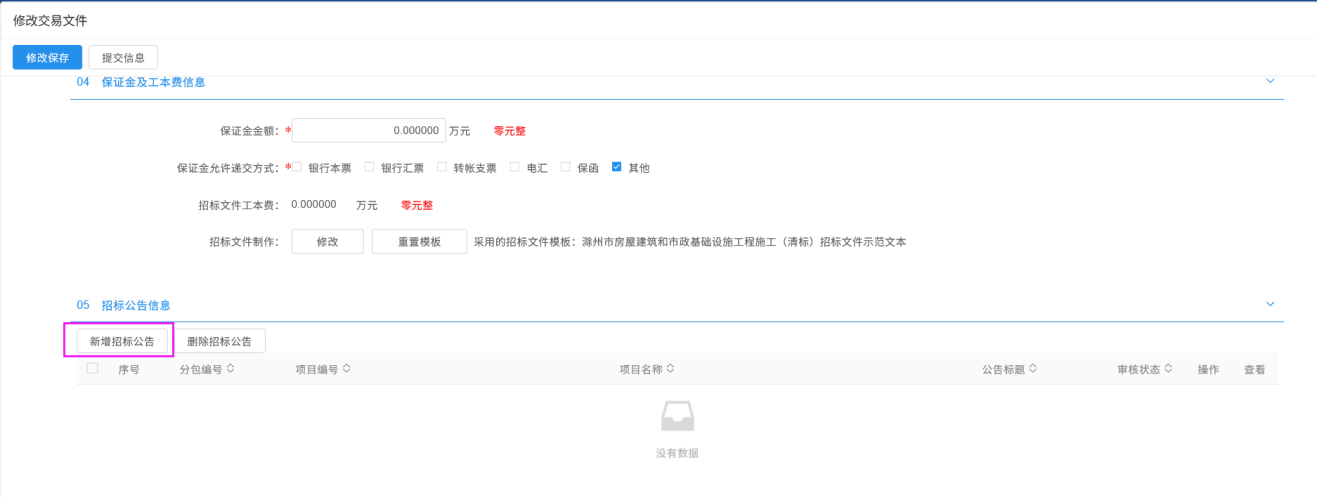 修改交易文件
修改保存 提交信息
04 保证金及工本费信息
保证金金额：* 0.000000 万元 零元整
保证金允许递交方式：* 银行本票 银行汇票 转帐支票 电汇 保函 其他
招标文件工本费： 0.000000 万元 零元整
招标文件制作： 修改 重置模板 采用的招标文件模板：滁州市房屋建筑和市政基础设施工程施工（清标）招标文件示范文本
05 招标公告信息
新增招标公告 删除招标公告
序号 分包编号 项目编号 项目名称 公告标题 审核状态 操作 查看
没有数据